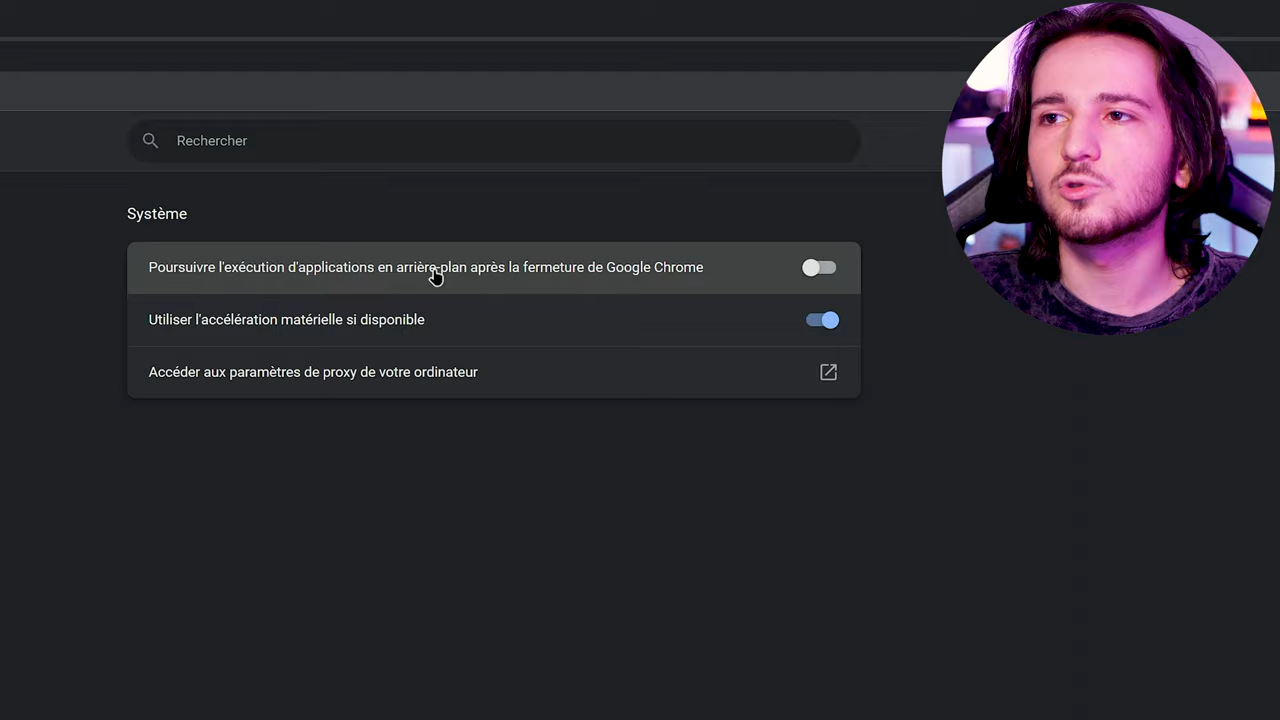 Rechercher
Système
Poursuivre l'exécution d'applications en arrière-plan après la fermeture de Google Chrome
Utiliser l'accélération matérielle si disponible
Accéder aux paramètres de proxy de votre ordinateur